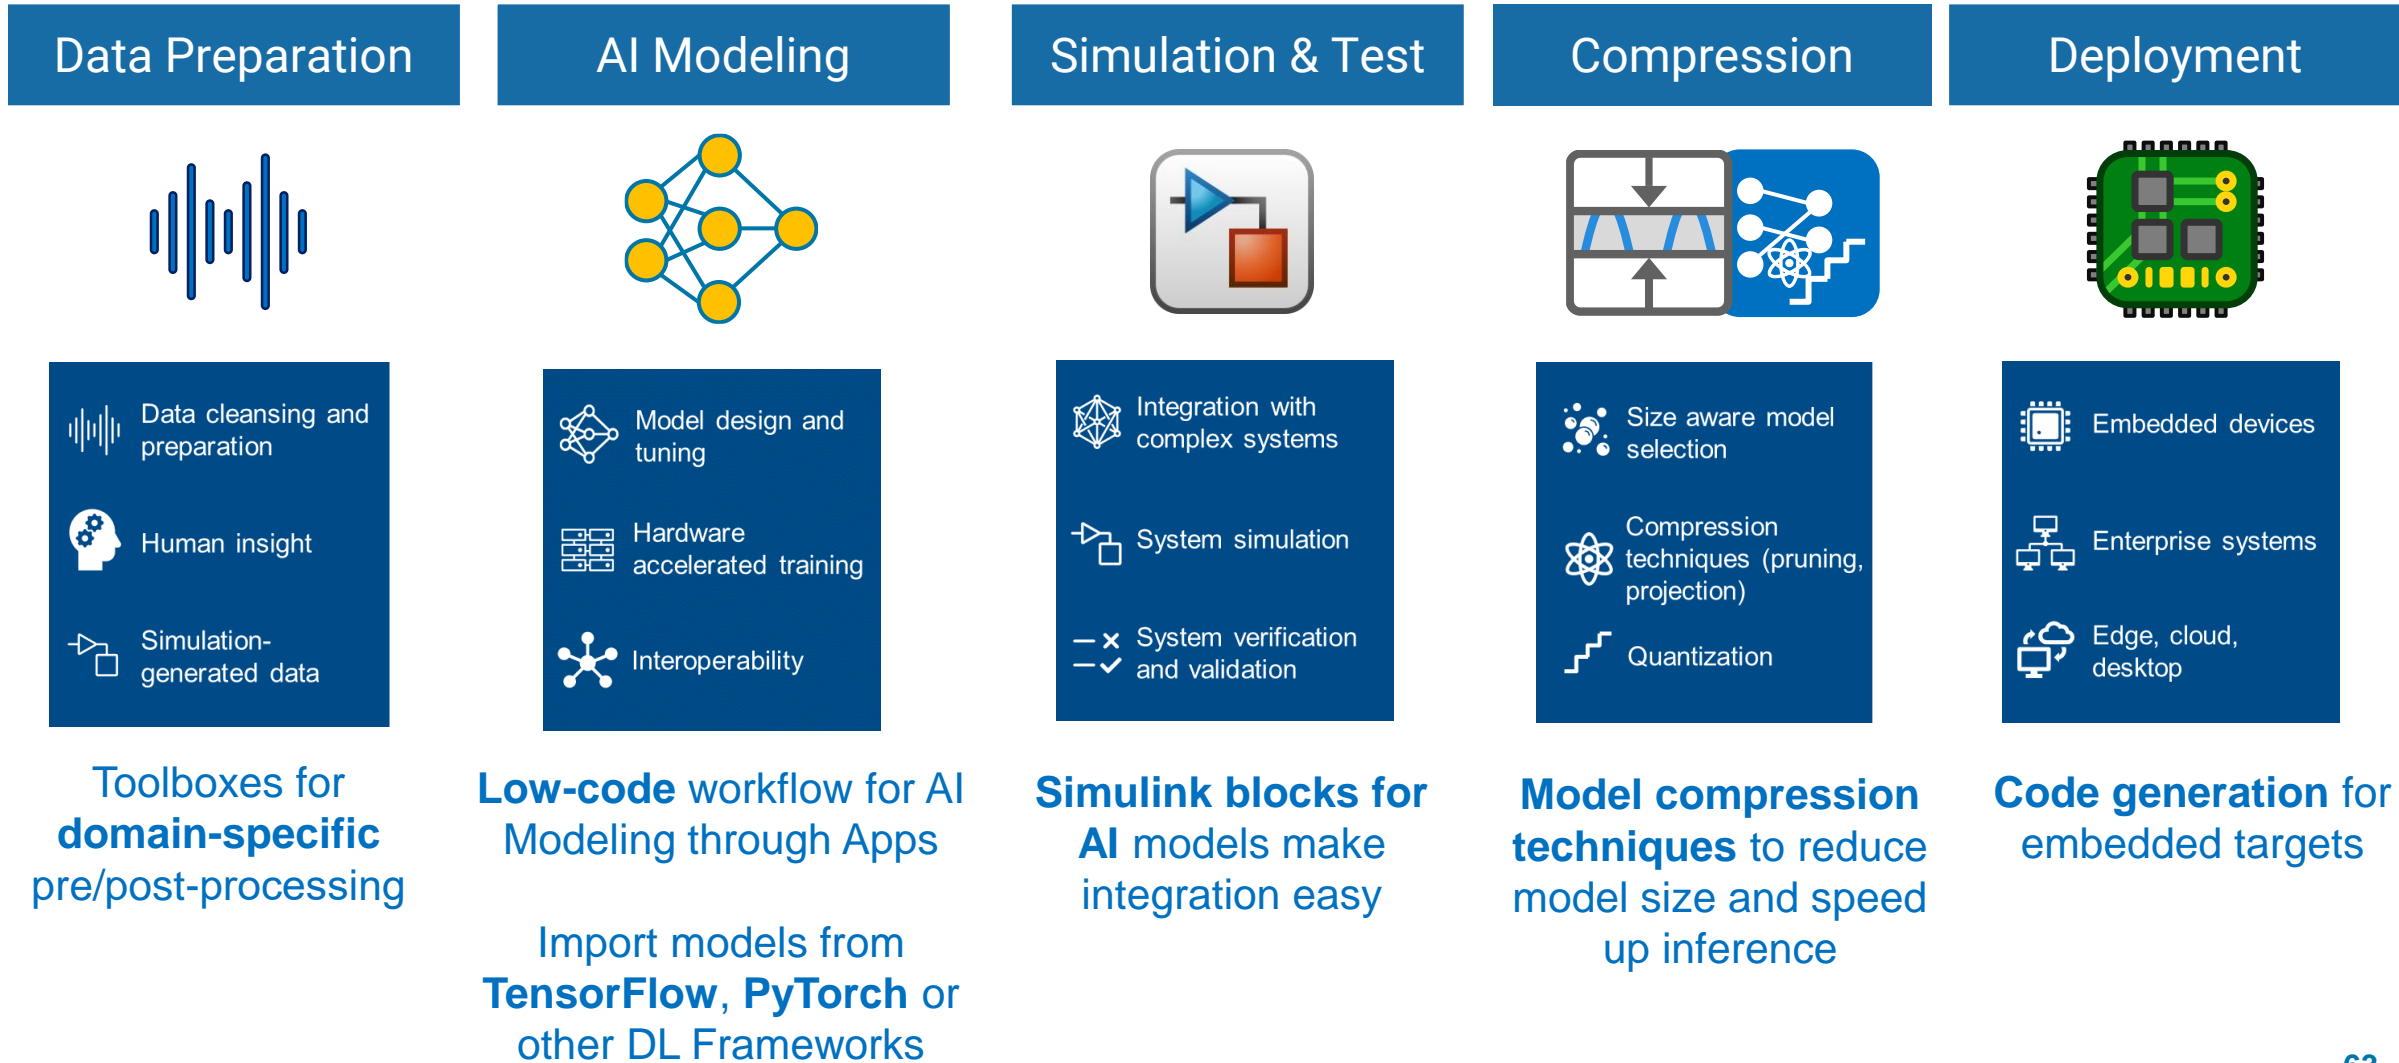 Data Preparation
AI Modeling
Simulation & Test
Compression
Deployment
Data cleansing and
preparation
Human insight
Simulation-
generated data
Model design and
tuning
Hardware
accelerated training
Interoperability
Integration with
complex systems
System simulation
System verification
and validation
Size aware model
selection
Compression
techniques (pruning,
projection)
Quantization
Embedded devices
Enterprise systems
Edge, cloud,
desktop
Toolboxes for
domain-specific
pre/post-processing
Low-code workflow for AI
Modeling through Apps
Import models from
TensorFlow, PyTorch or
other DL Frameworks
Simulink blocks for
AI models make
integration easy
Model compression
techniques to reduce
model size and speed
up inference
Code generation for
embedded targets